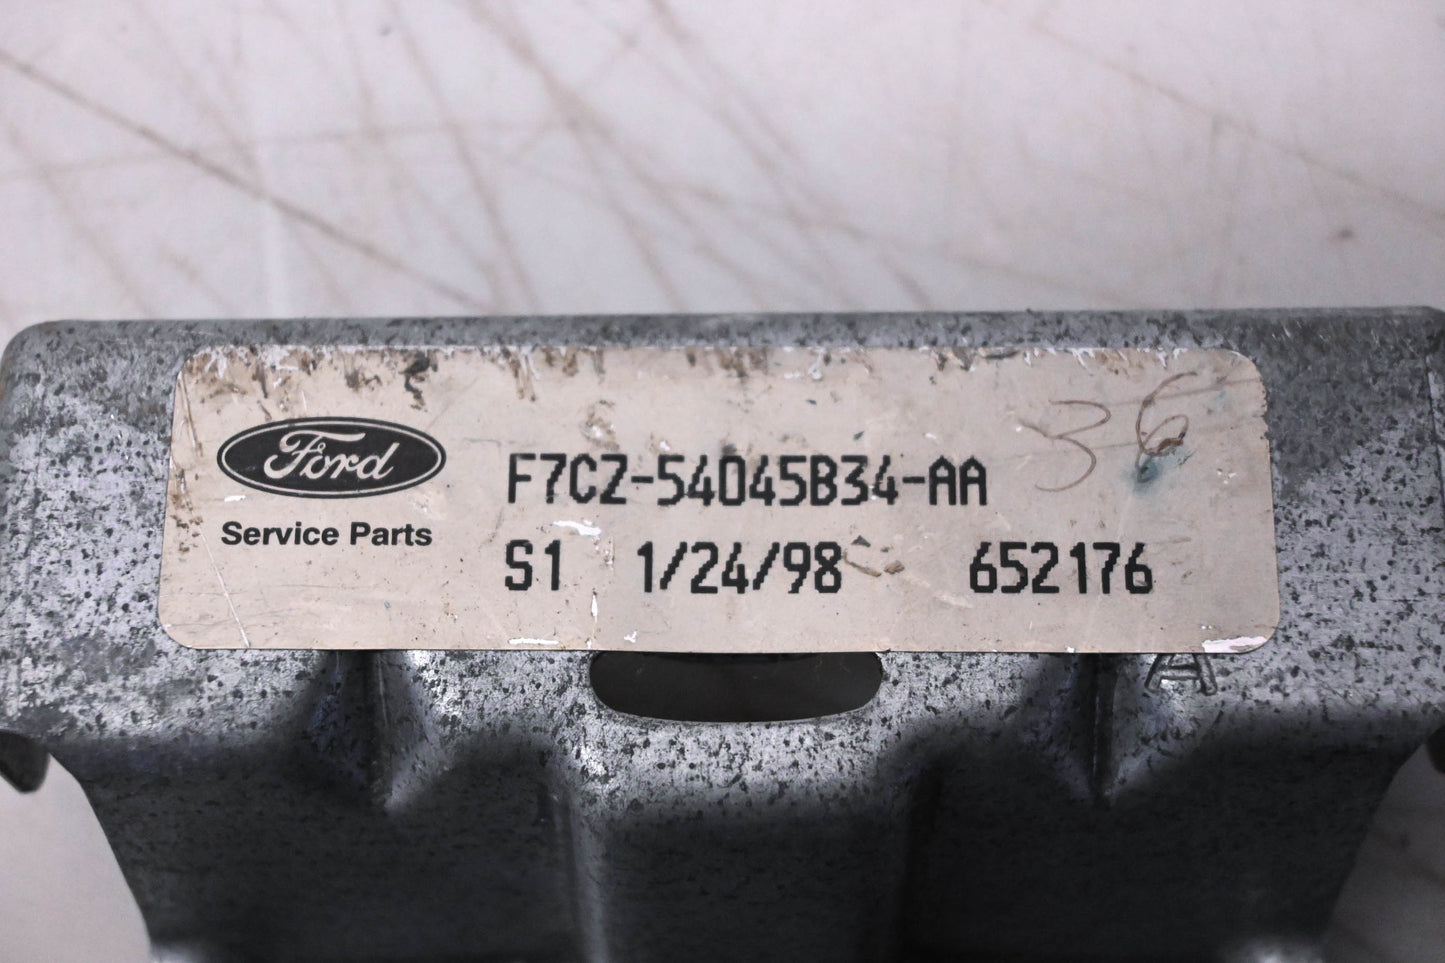 Ford
Service Parts
F7CZ-54045B34-AA
36
S1 1/24/98 652176
A